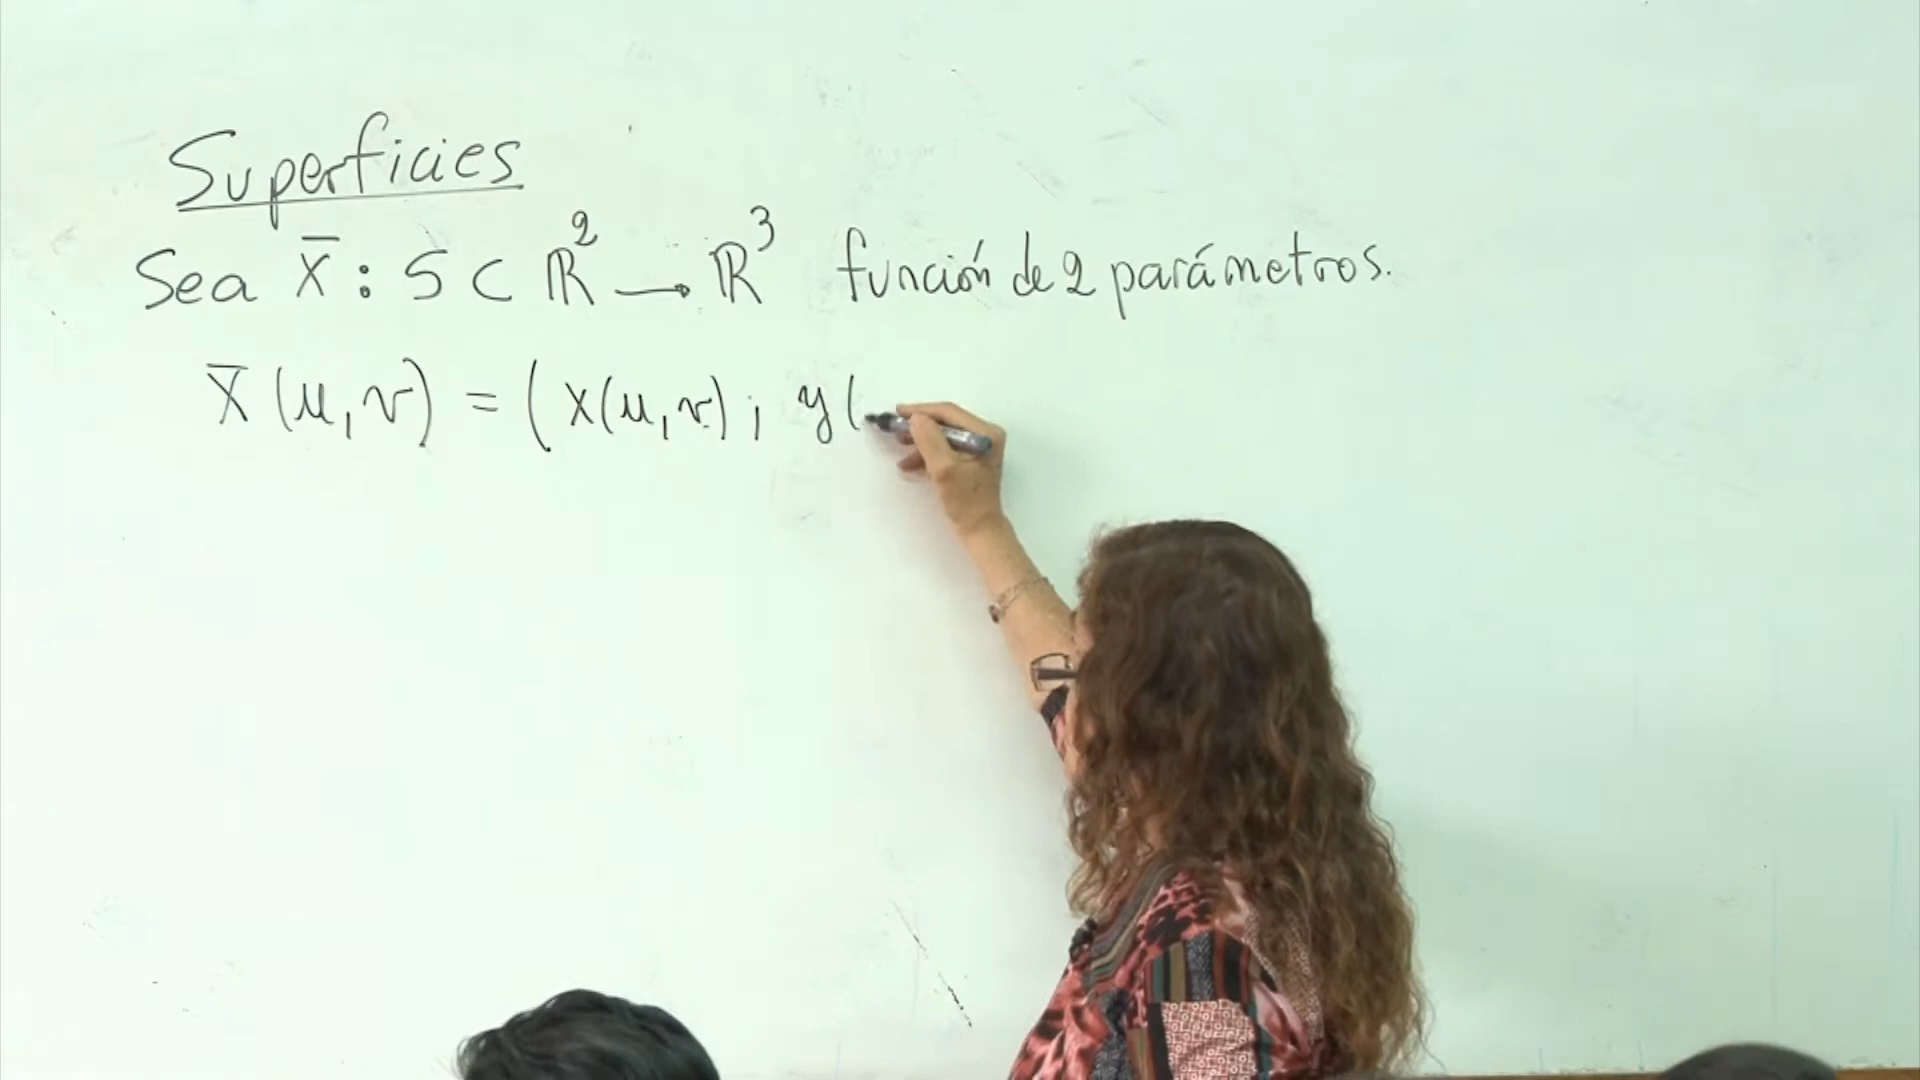 Superficies
Sea X̄ : S ⊂ ℝ² → ℝ³ función de 2 parámetros.
X̄ (u,v) = (x(u,v); y(